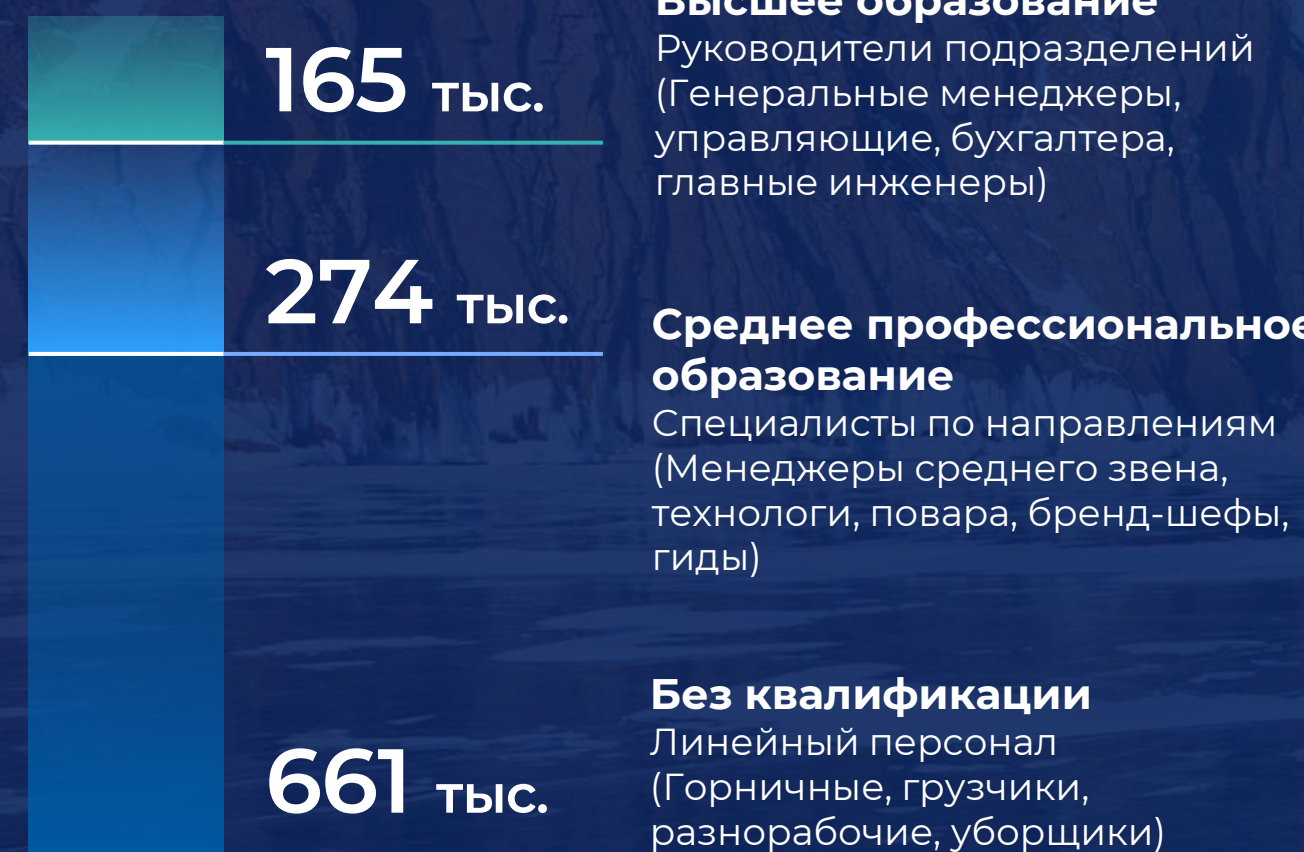 Высшее образование
165 тыс.
Руководители подразделений
(Генеральные менеджеры,
управляющие, бухгалтера,
главные инженеры)
274 тыс.
Среднее профессиональное
образование
Специалисты по направлениям
(Менеджеры среднего звена,
технологи, повара, бренд-шефы,
гиды)
661 тыс.
Без квалификации
Линейный персонал
(Горничные, грузчики,
разнорабочие, уборщики)